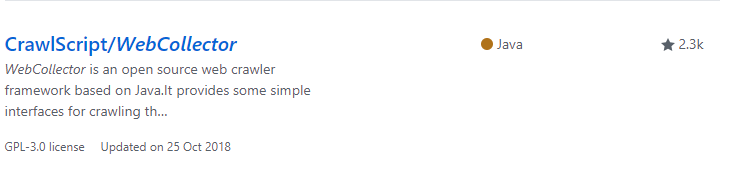 CrawlScript/WebCollector Java 2.3k
WebCollector is an open source web crawler
framework based on Java.It provides some simple
interfaces for crawling th...
GPL-3.0 license Updated on 25 Oct 2018